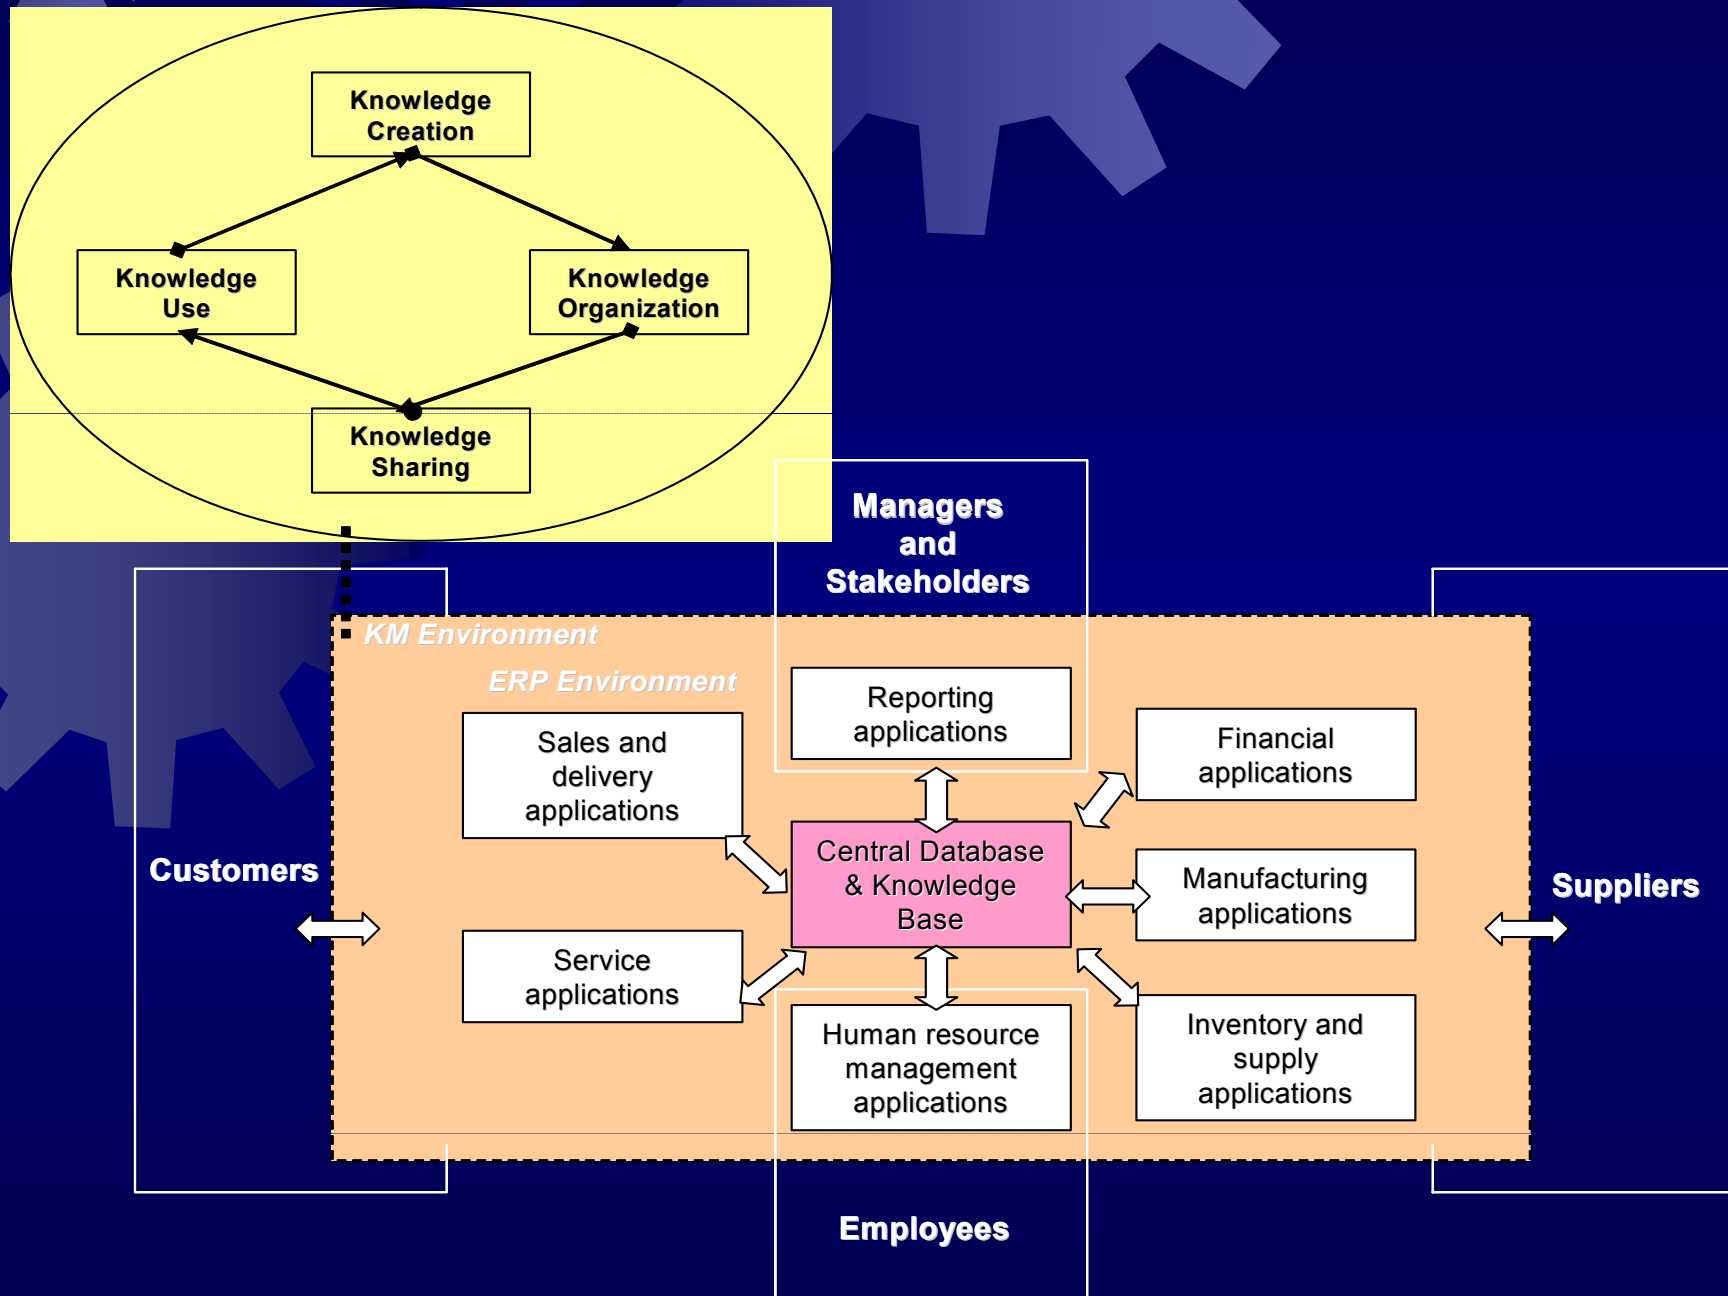 Knowledge
Creation
Knowledge
Use
Knowledge
Organization
Knowledge
Sharing
Managers
and
Stakeholders
KM Environment
ERP Environment
Reporting
applications
Sales and
delivery
applications
Financial
applications
Customers
Central Database
& Knowledge
Base
Manufacturing
applications
Suppliers
Service
applications
Human resource
management
applications
Inventory and
supply
applications
Employees